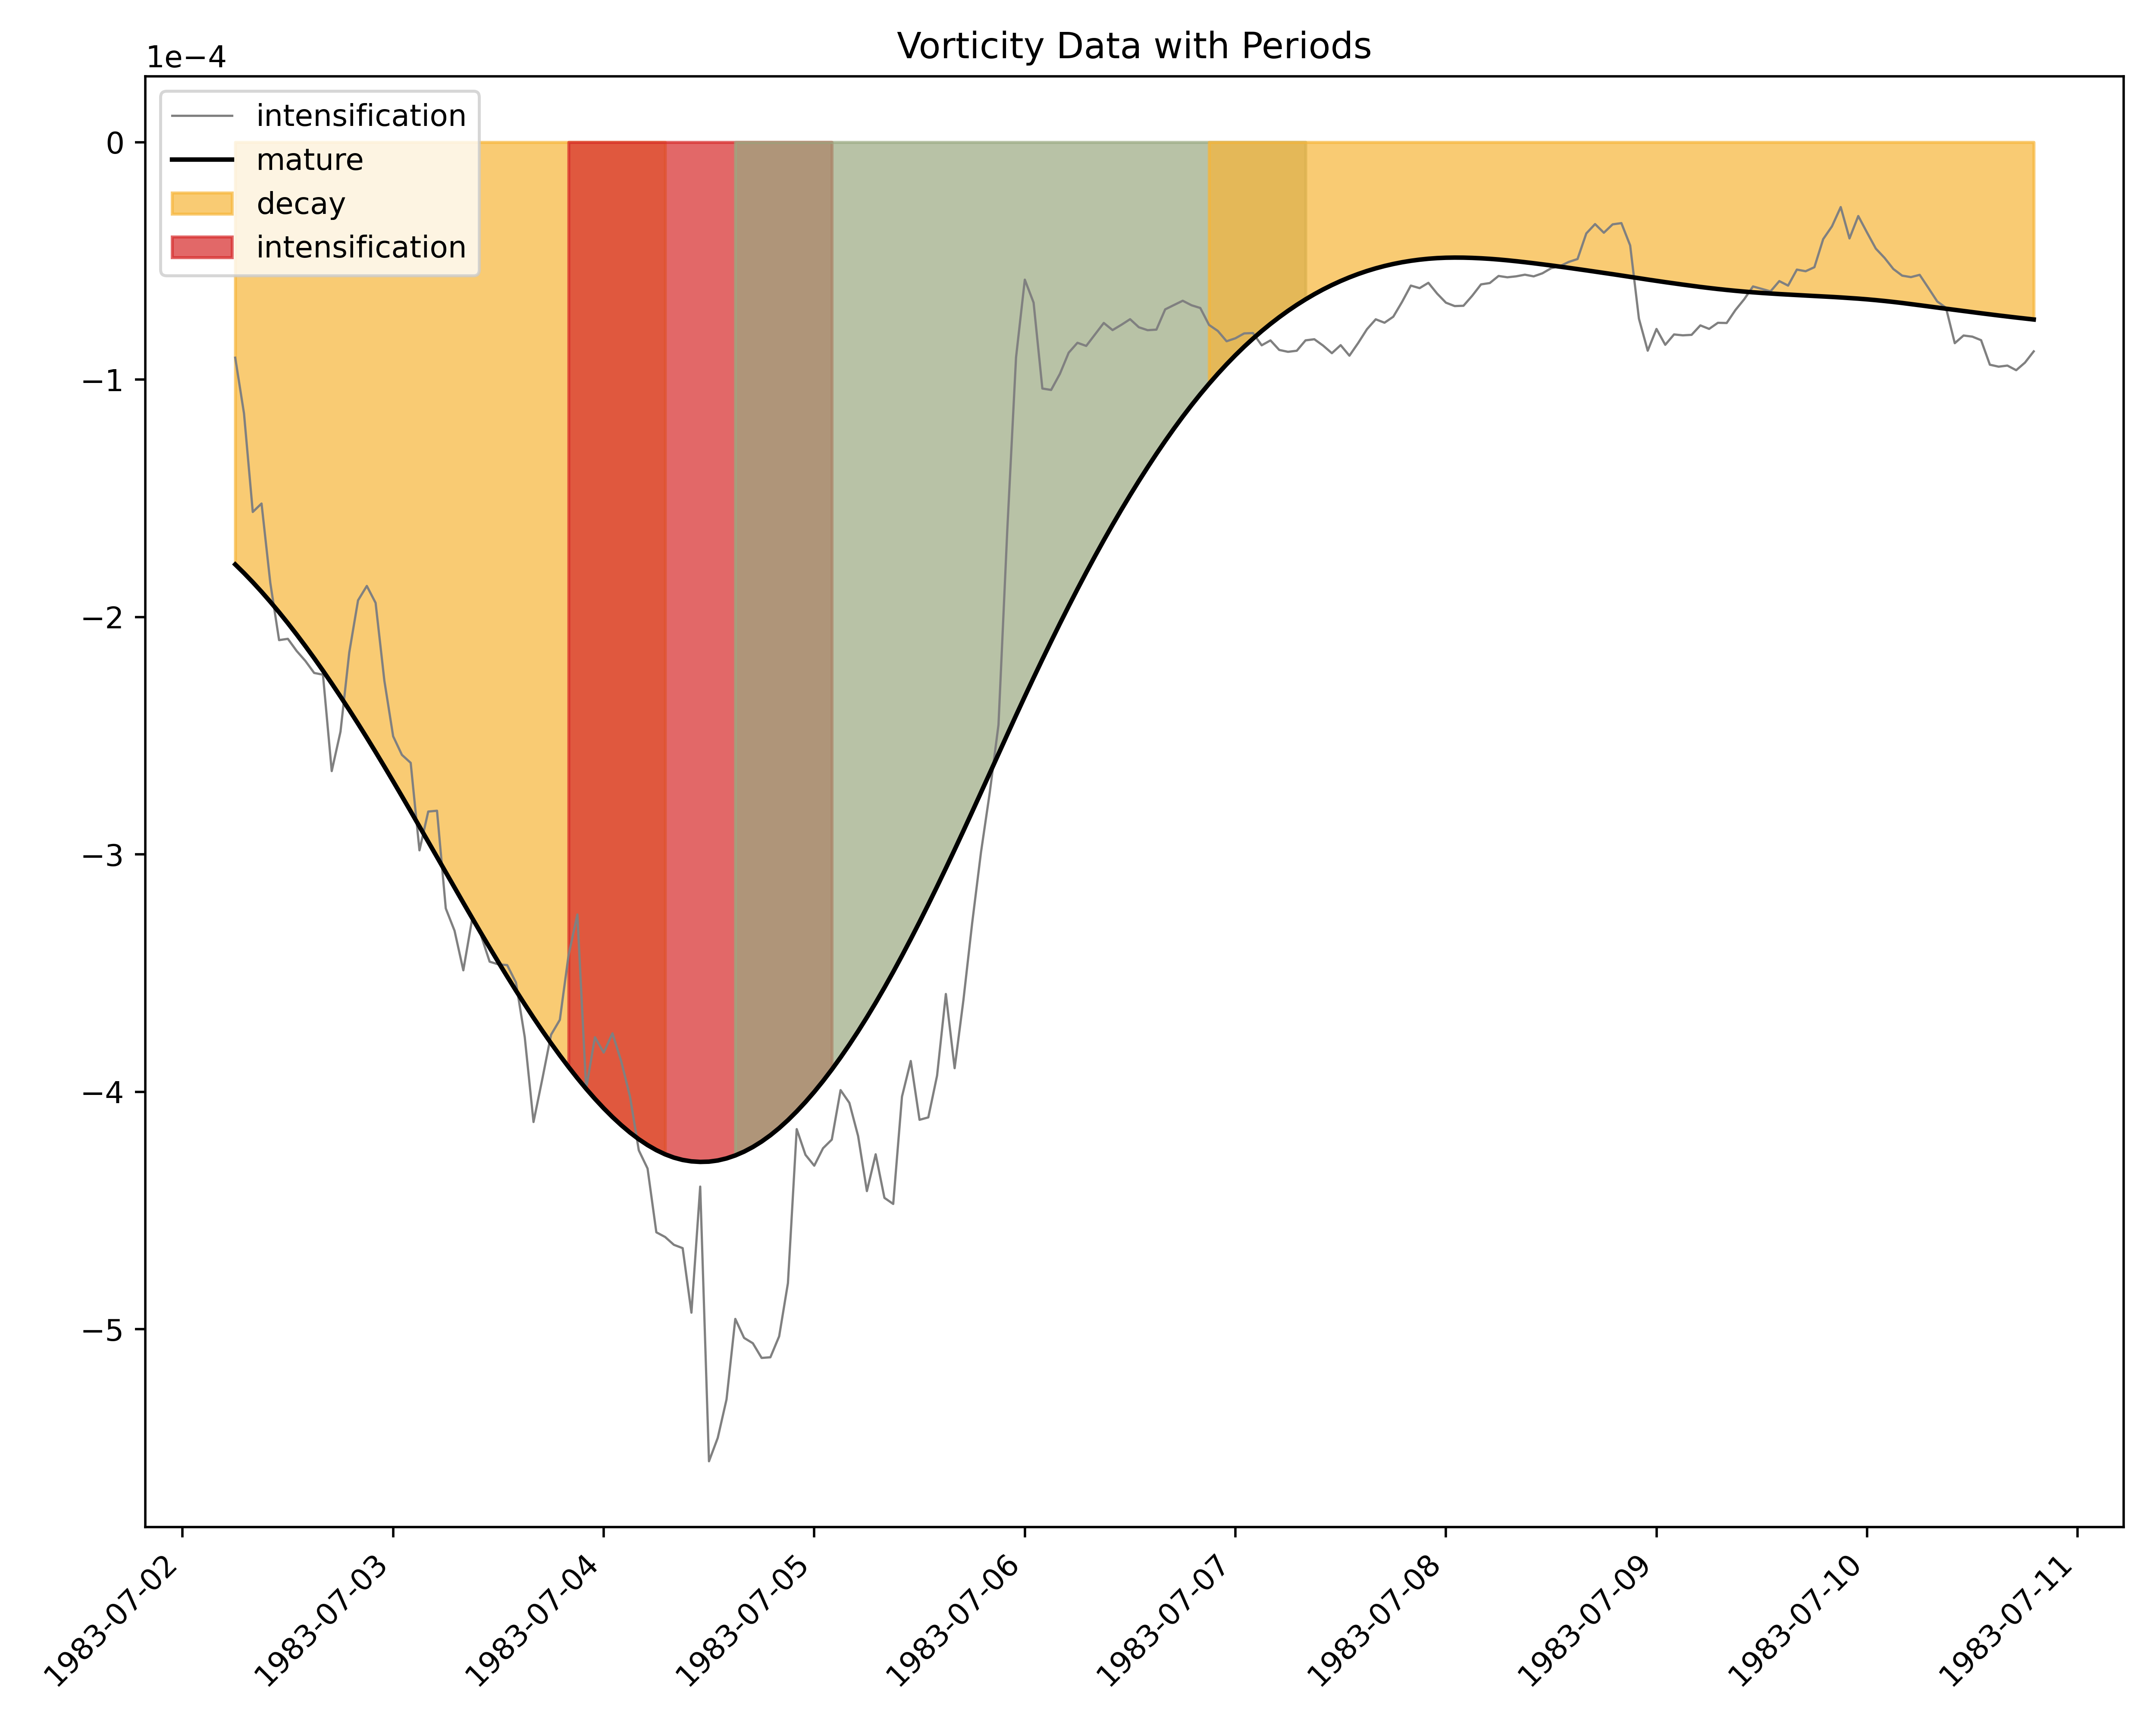 Vorticity Data with Periods
1e−4
intensification
mature
decay
intensification
0
−1
−2
−3
−4
−5
1983-07-02
1983-07-03
1983-07-04
1983-07-05
1983-07-06
1983-07-07
1983-07-08
1983-07-09
1983-07-10
1983-07-11